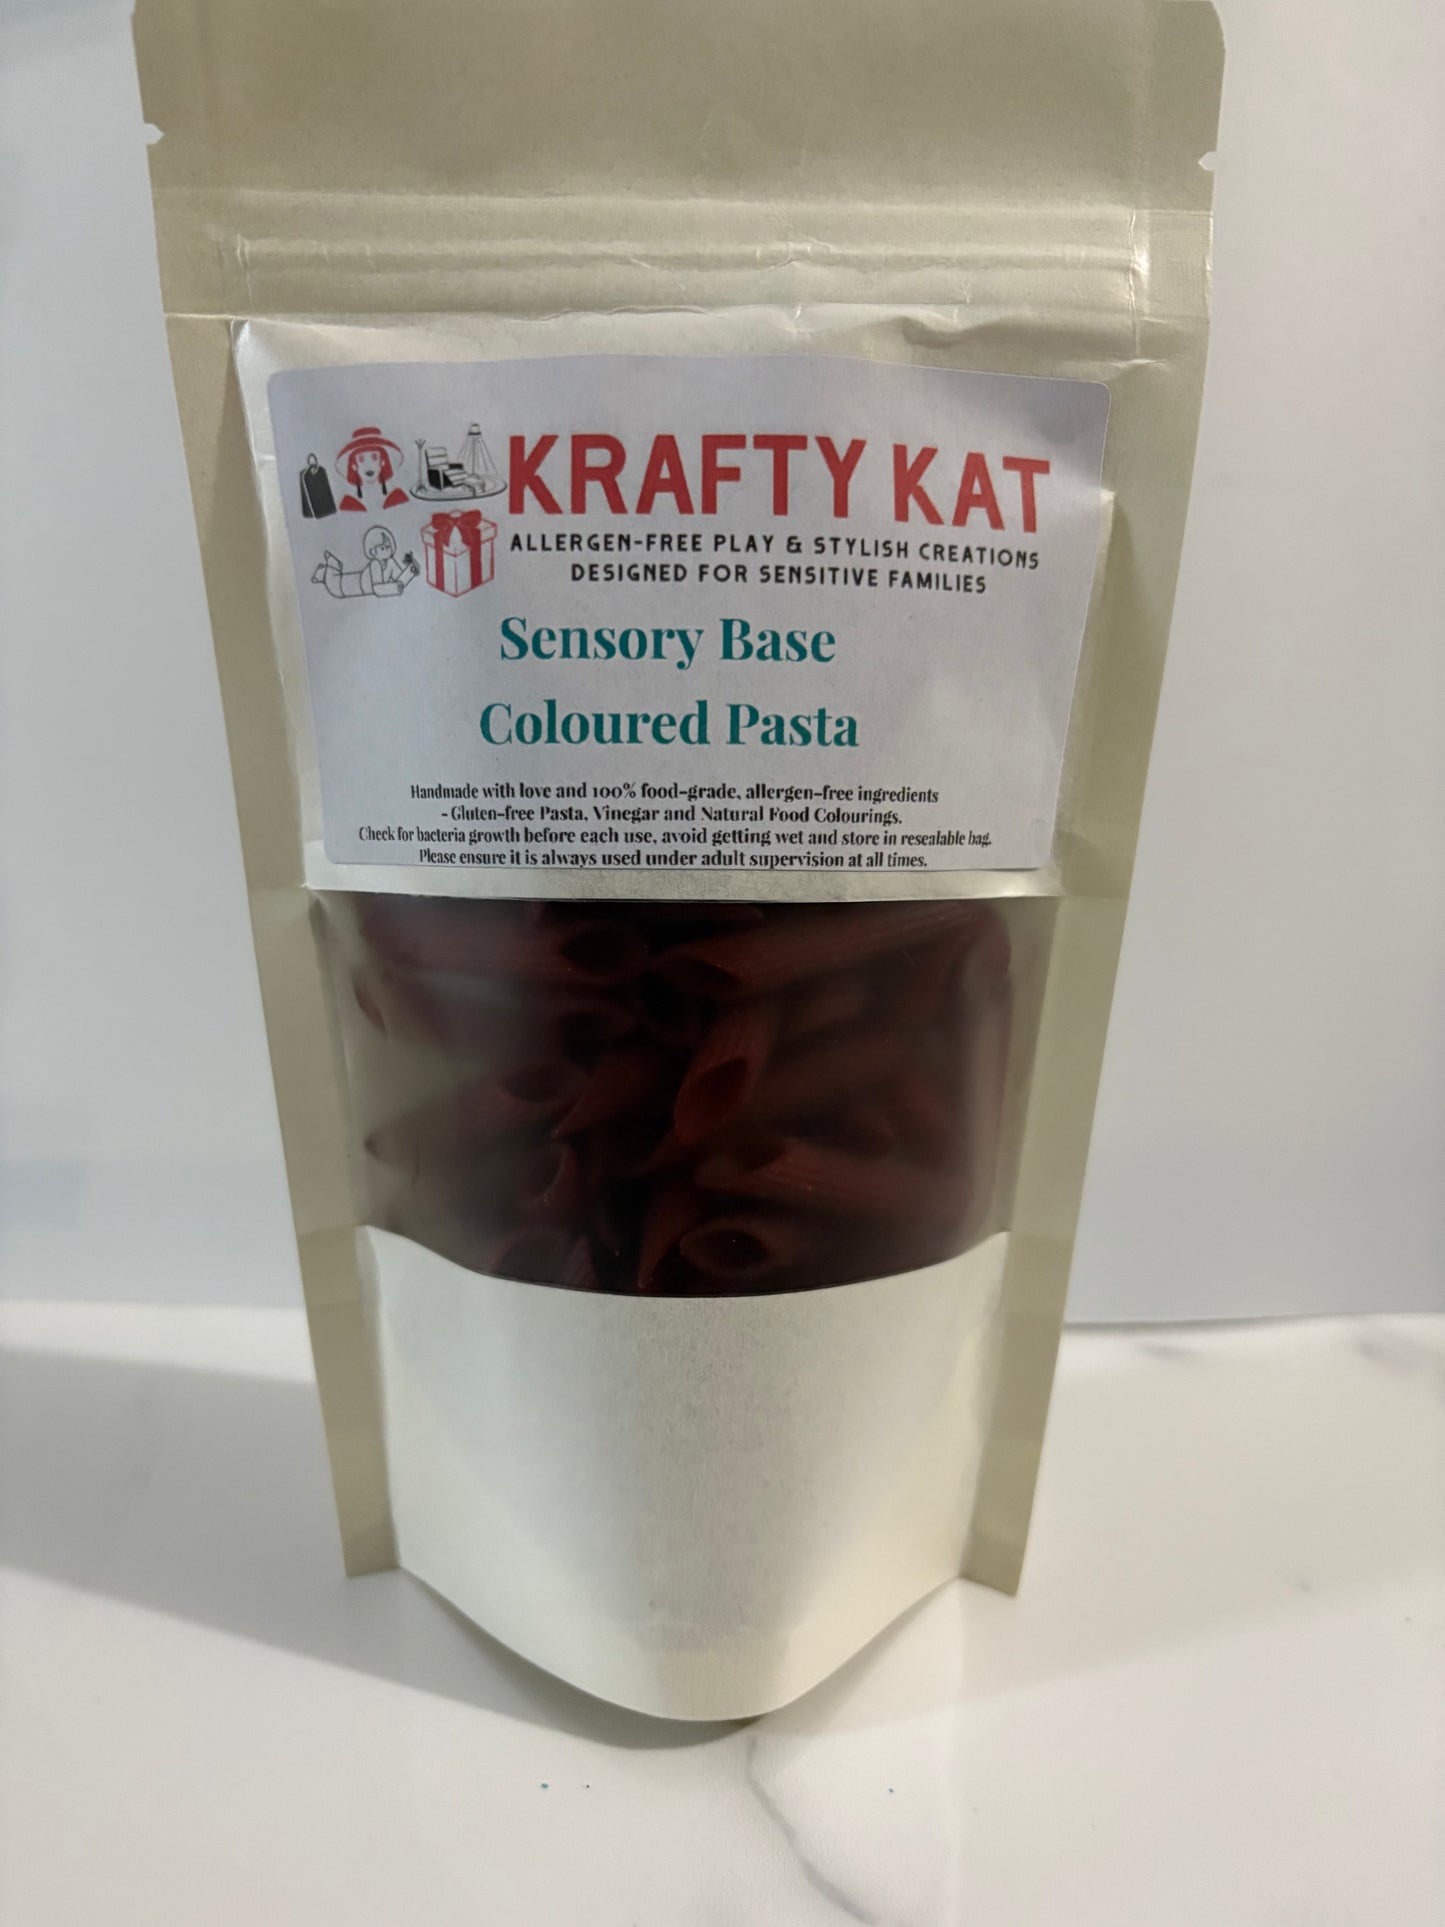 KRAFTY KAT
ALLERGEN-FREE PLAY & STYLISH CREATIONS
DESIGNED FOR SENSITIVE FAMILIES
Sensory Base
Coloured Pasta
Handmade with love and 100% food-grade, allergen-free ingredients
- Gluten-free Pasta, Vinegar and Natural Food Colourings.
Check for bacteria growth before each use, avoid getting wet and store in resealable bag.
Please ensure it is always used under adult supervision at all times.